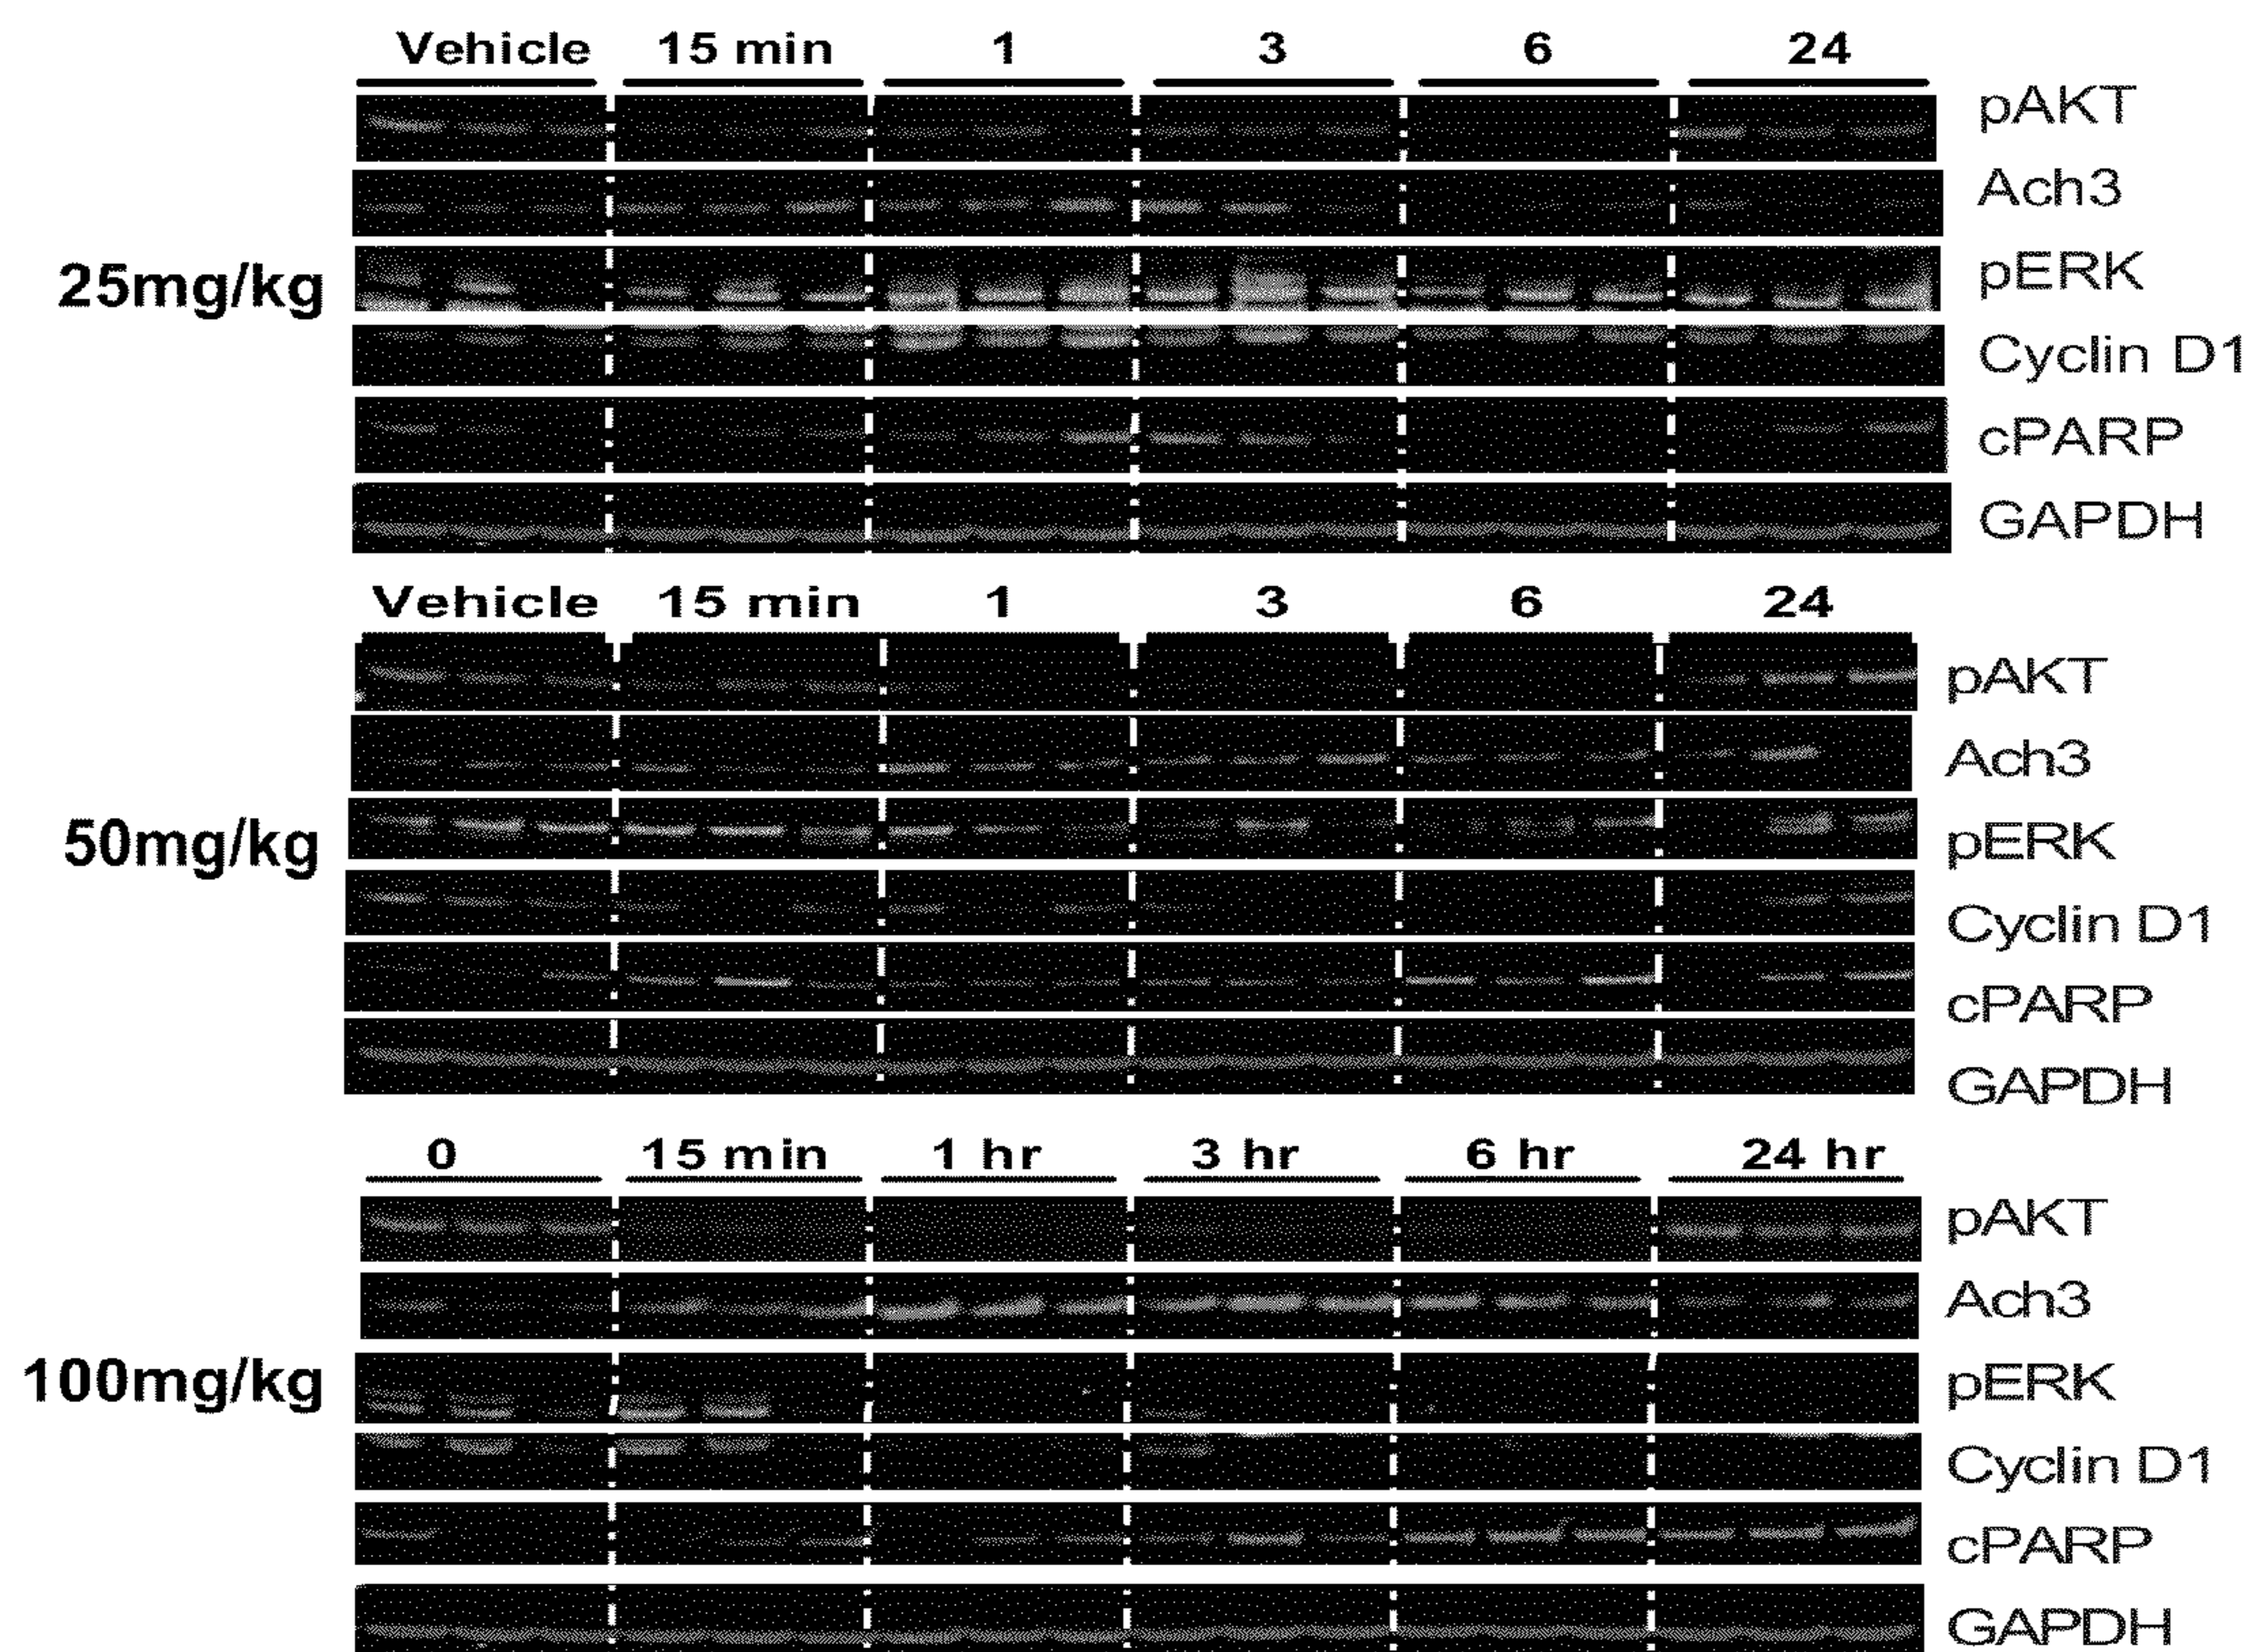 Vehicle 15 min 1 3 6 24
pAKT
Ach3
25mg/kg
pERK
Cyclin D1
cPARP
GAPDH
Vehicle 15 min 1 3 6 24
pAKT
Ach3
50mg/kg
pERK
Cyclin D1
cPARP
GAPDH
0 15 min 1 hr 3 hr 6 hr 24 hr
pAKT
Ach3
100mg/kg
pERK
Cyclin D1
cPARP
GAPDH